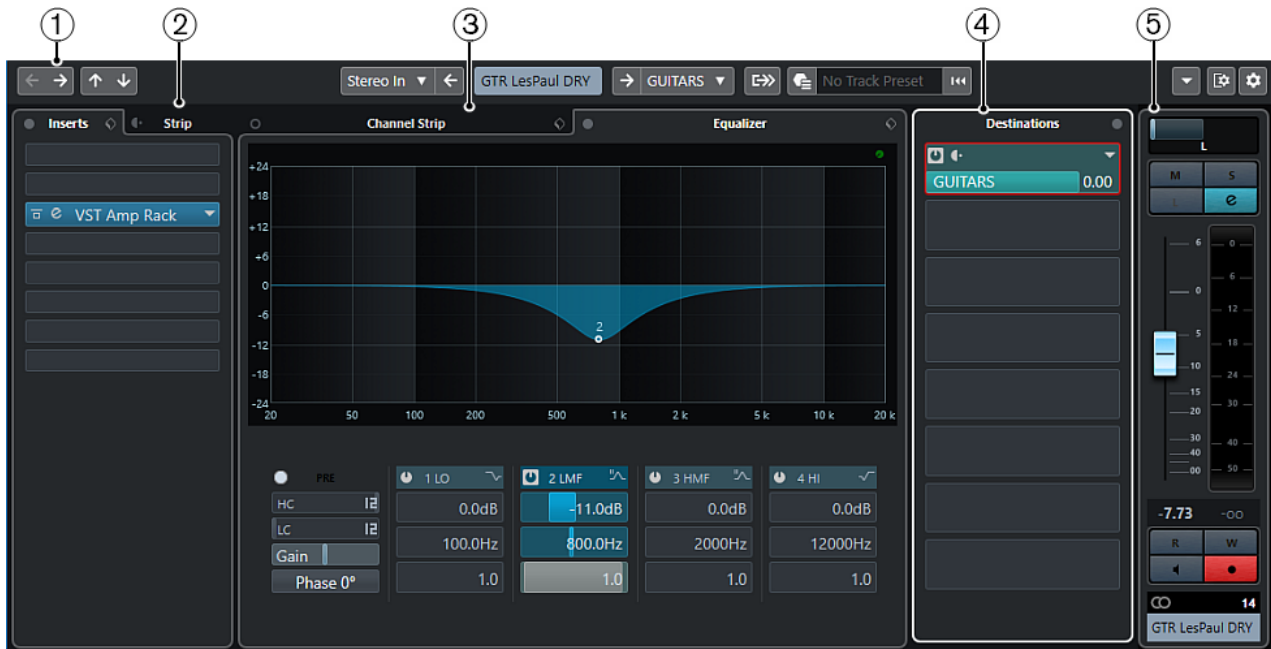 1 2 3 4 5
Stereo In GTR LesPaul DRY GUITARS No Track Preset
Inserts Strip Channel Strip Equalizer Destinations
L
M S
L e
VST Amp Rack
GUITARS 0.00
+24
+18
+12
+6
0
-6
-12
-18
-24
2
20 50 100 200 500 1 k 2 k 5 k 10 k 20 k
6
0
5
10
15
20
30
40
00
0
6
12
18
24
30
40
50
PRE 1 LO 2 LMF 3 HMF 4 HI
HC 12 0.0dB -11.0dB 0.0dB 0.0dB
LC 12 100.0Hz 800.0Hz 2000Hz 12000Hz
Gain
Phase 0° 1.0 1.0 1.0 1.0
-7.73 -oo
R W
14
GTR LesPaul DRY